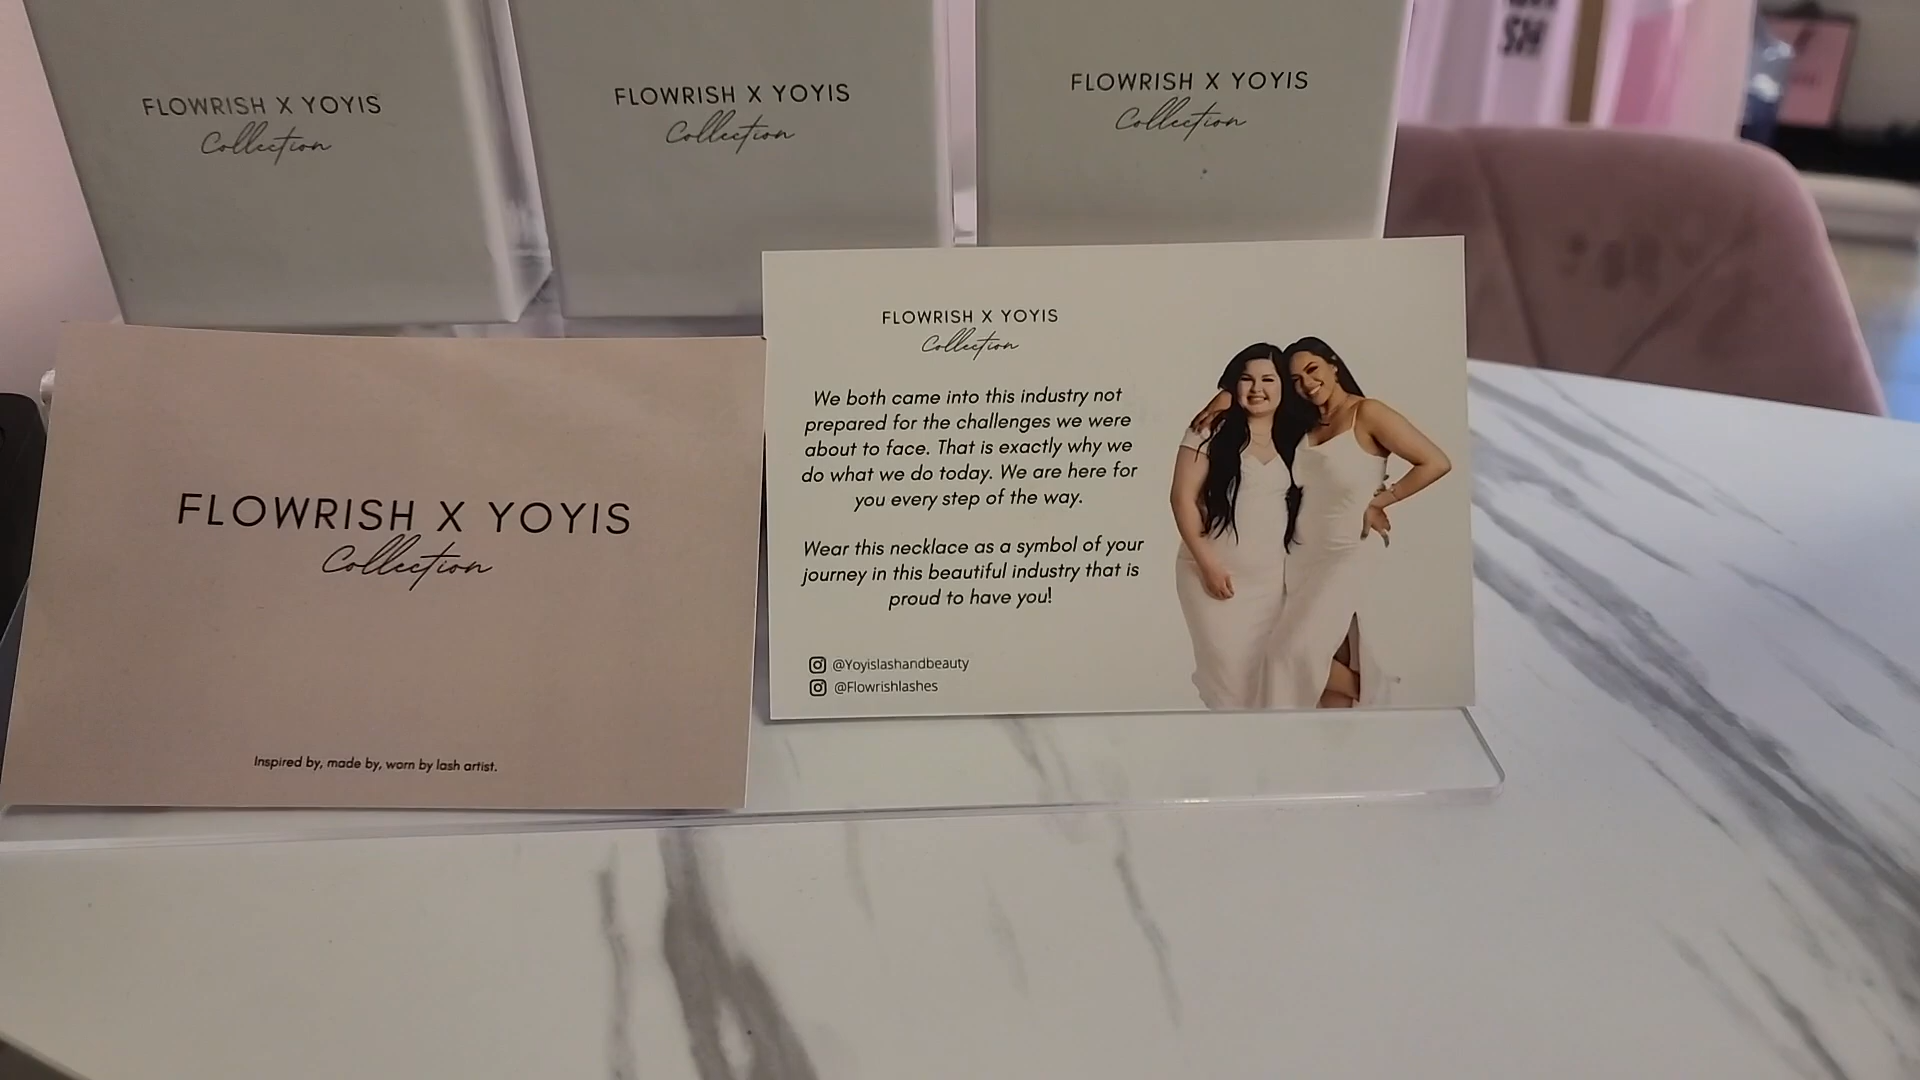 FLOWRISH X YOYIS
Collection
FLOWRISH X YOYIS
Collection
FLOWRISH X YOYIS
Collection
SH
FLOWRISH X YOYIS
Collection
Inspired by, made by, worn by lash artist.
FLOWRISH X YOYIS
Collection
We both came into this industry not
prepared for the challenges we were
about to face. That is exactly why we
do what we do today. We are here for
you every step of the way.
Wear this necklace as a symbol of your
journey in this beautiful industry that is
proud to have you!
@Yoyislashandbeauty
@Flowrishlashes